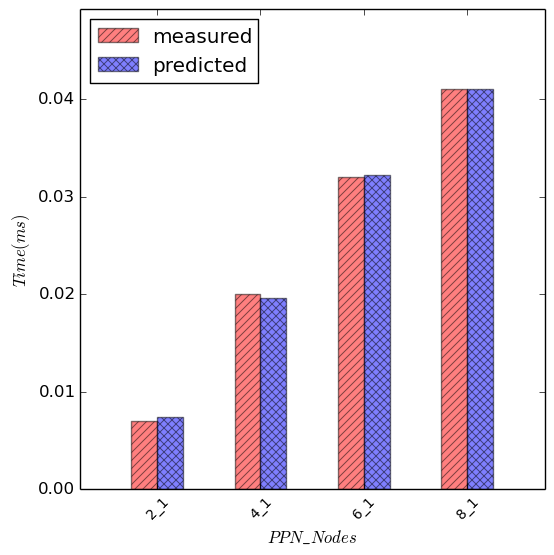 measured
predicted
0.04
0.03
0.02
0.01
0.00
Time(ms)
2_1
4_1
6_1
8_1
PPN_Nodes